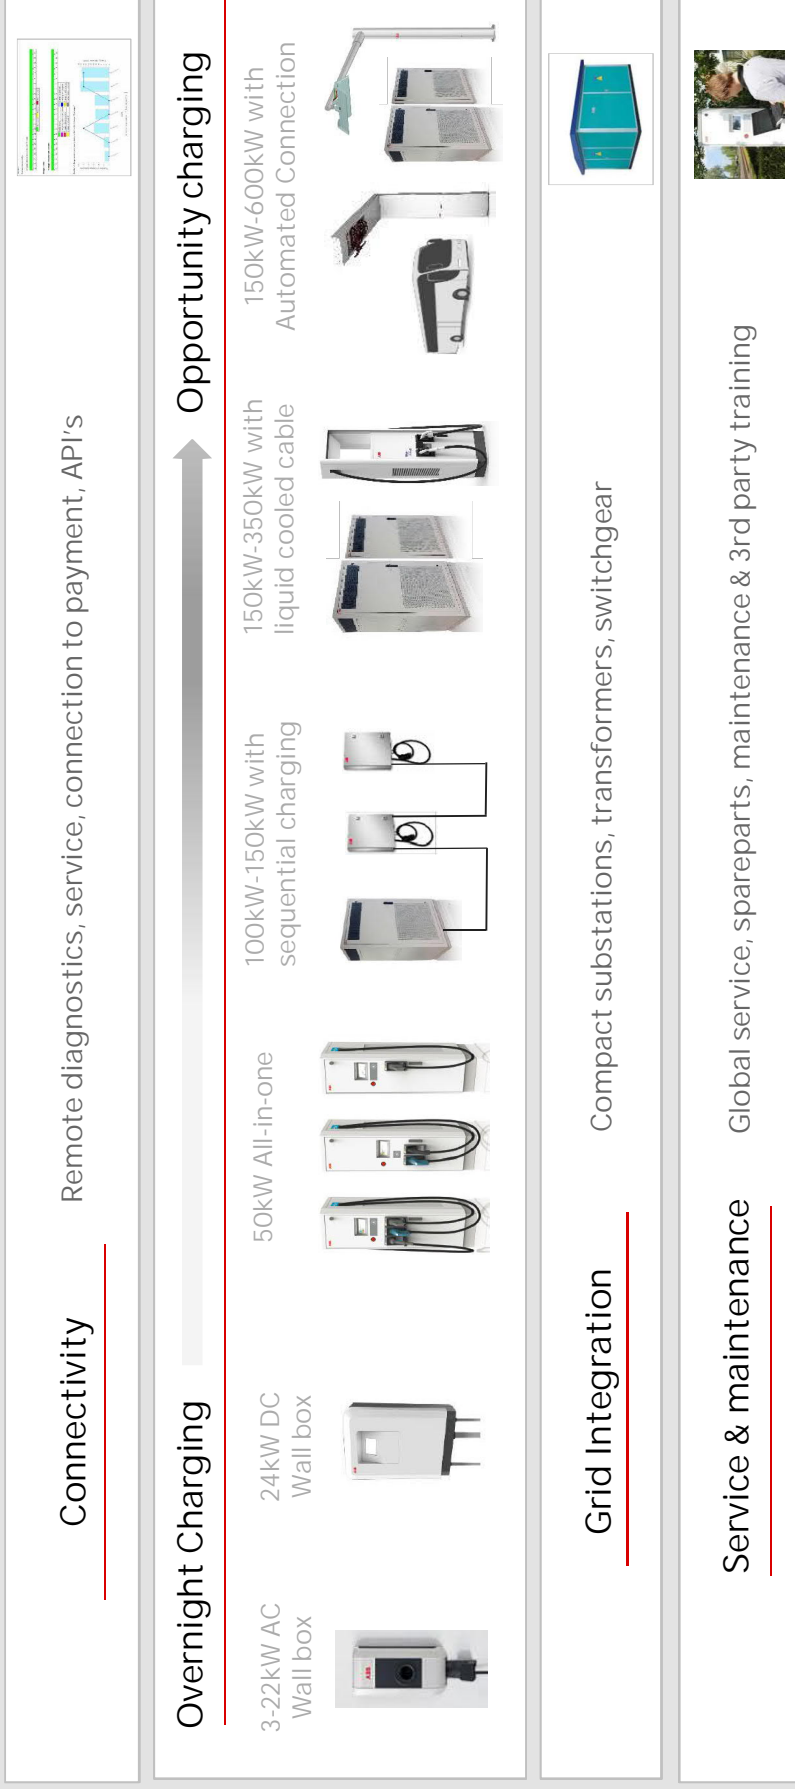 Connectivity
Remote diagnostics, service, connection to payment, API's
Overnight Charging
Opportunity charging
3-22kW AC
Wall box
24kW DC
Wall box
50kW All-in-one
100kW-150kW with
sequential charging
150kW-350kW with
liquid cooled cable
150kW-600kW with
Automated Connection
ABB
Grid Integration
Compact substations, transformers, switchgear
Service & maintenance
Global service, spareparts, maintenance & 3rd party training